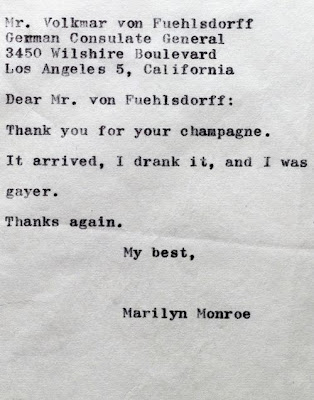 Mr. Volkmar von Fuehlsdorff
German Consulate General
3450 Wilshire Boulevard
Los Angeles 5, California
Dear Mr. von Fuehlsdorff:
Thank you for your champagne.
It arrived, I drank it, and I was
gayer.
Thanks again.
My best,
Marilyn Monroe